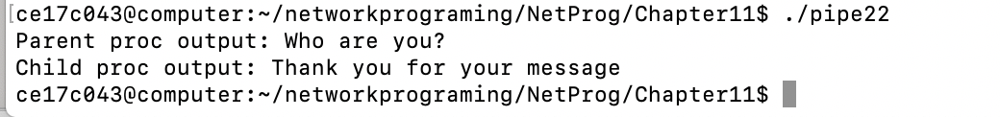 [ce17c043@computer:~/networkprograming/NetProg/Chapter11$ ./pipe22
Parent proc output: Who are you?
Child proc output: Thank you for your message
ce17c043@computer:~/networkprograming/NetProg/Chapter11$